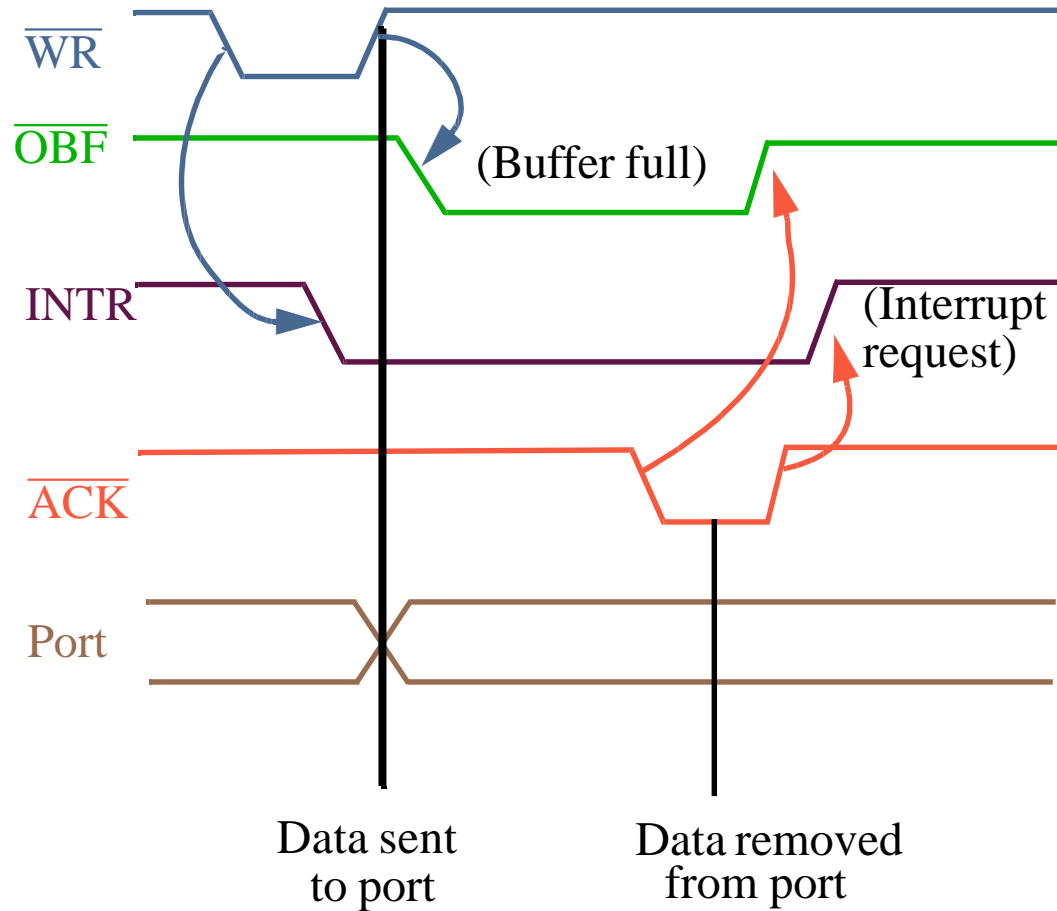 WR
OBF
(Buffer full)
INTR
(Interrupt
request)
ACK
Port
Data sent
to port
Data removed
from port